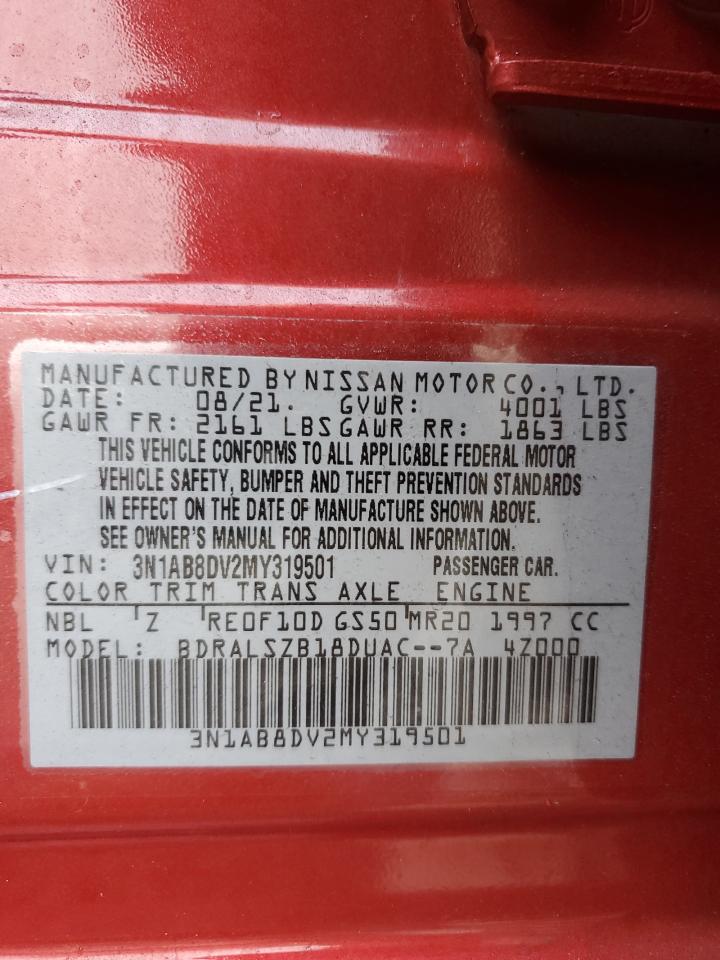 MANUFACTURED BY NISSAN MOTOR CO., LTD.
DATE: 08/21. GVWR: 4001 LBS
GAWR FR: 2161 LBS GAWR RR: 1863 LBS
THIS VEHICLE CONFORMS TO ALL APPLICABLE FEDERAL MOTOR
VEHICLE SAFETY, BUMPER AND THEFT PREVENTION STANDARDS
IN EFFECT ON THE DATE OF MANUFACTURE SHOWN ABOVE.
SEE OWNER'S MANUAL FOR ADDITIONAL INFORMATION.
VIN: 3N1AB8DV2MY319501 PASSENGER CAR.
COLOR TRIM TRANS AXLE ENGINE
NBL 'Z 'RE0F10D GS50'MR20 1997 CC
MODEL: BDRALSZB18DUAC--7A 4Z000
3N1AB8DV2MY319501